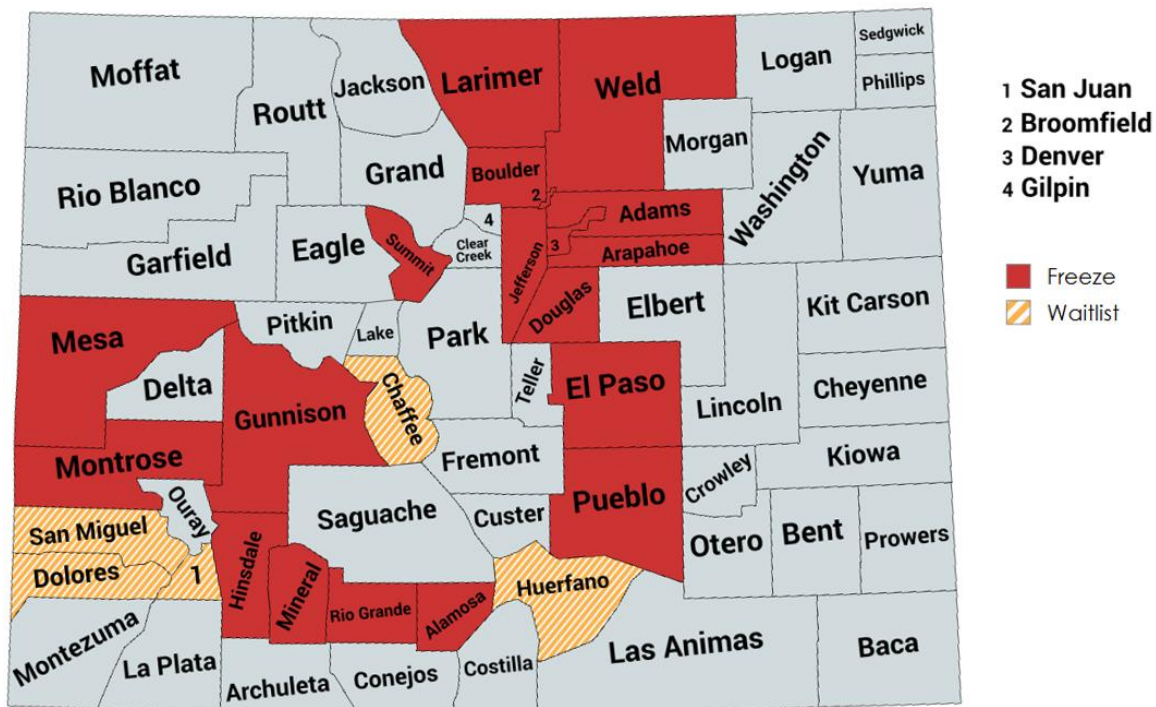 Moffat
Routt
Jackson
Larimer
Weld
Logan
Sedgwick
Phillips
Morgan
Grand
Boulder
2
Rio Blanco
Washington
Yuma
Garfield
Eagle
Summit
4
Clear
Creek
Jefferson
3
Adams
Arapahoe
Douglas
Elbert
Kit Carson
Mesa
Pitkin
Lake
Park
Delta
Teller
El Paso
Lincoln
Cheyenne
Gunnison
Chaffee
Montrose
Fremont
Crowley
Kiowa
Ouray
Saguache
Custer
Pueblo
Otero
Bent
Prowers
San Miguel
Dolores
1
Hinsdale
Mineral
Rio Grande
Alamosa
Huerfano
Montezuma
La Plata
Archuleta
Conejos
Costilla
Las Animas
Baca
1 San Juan
2 Broomfield
3 Denver
4 Gilpin
Freeze
Waitlist